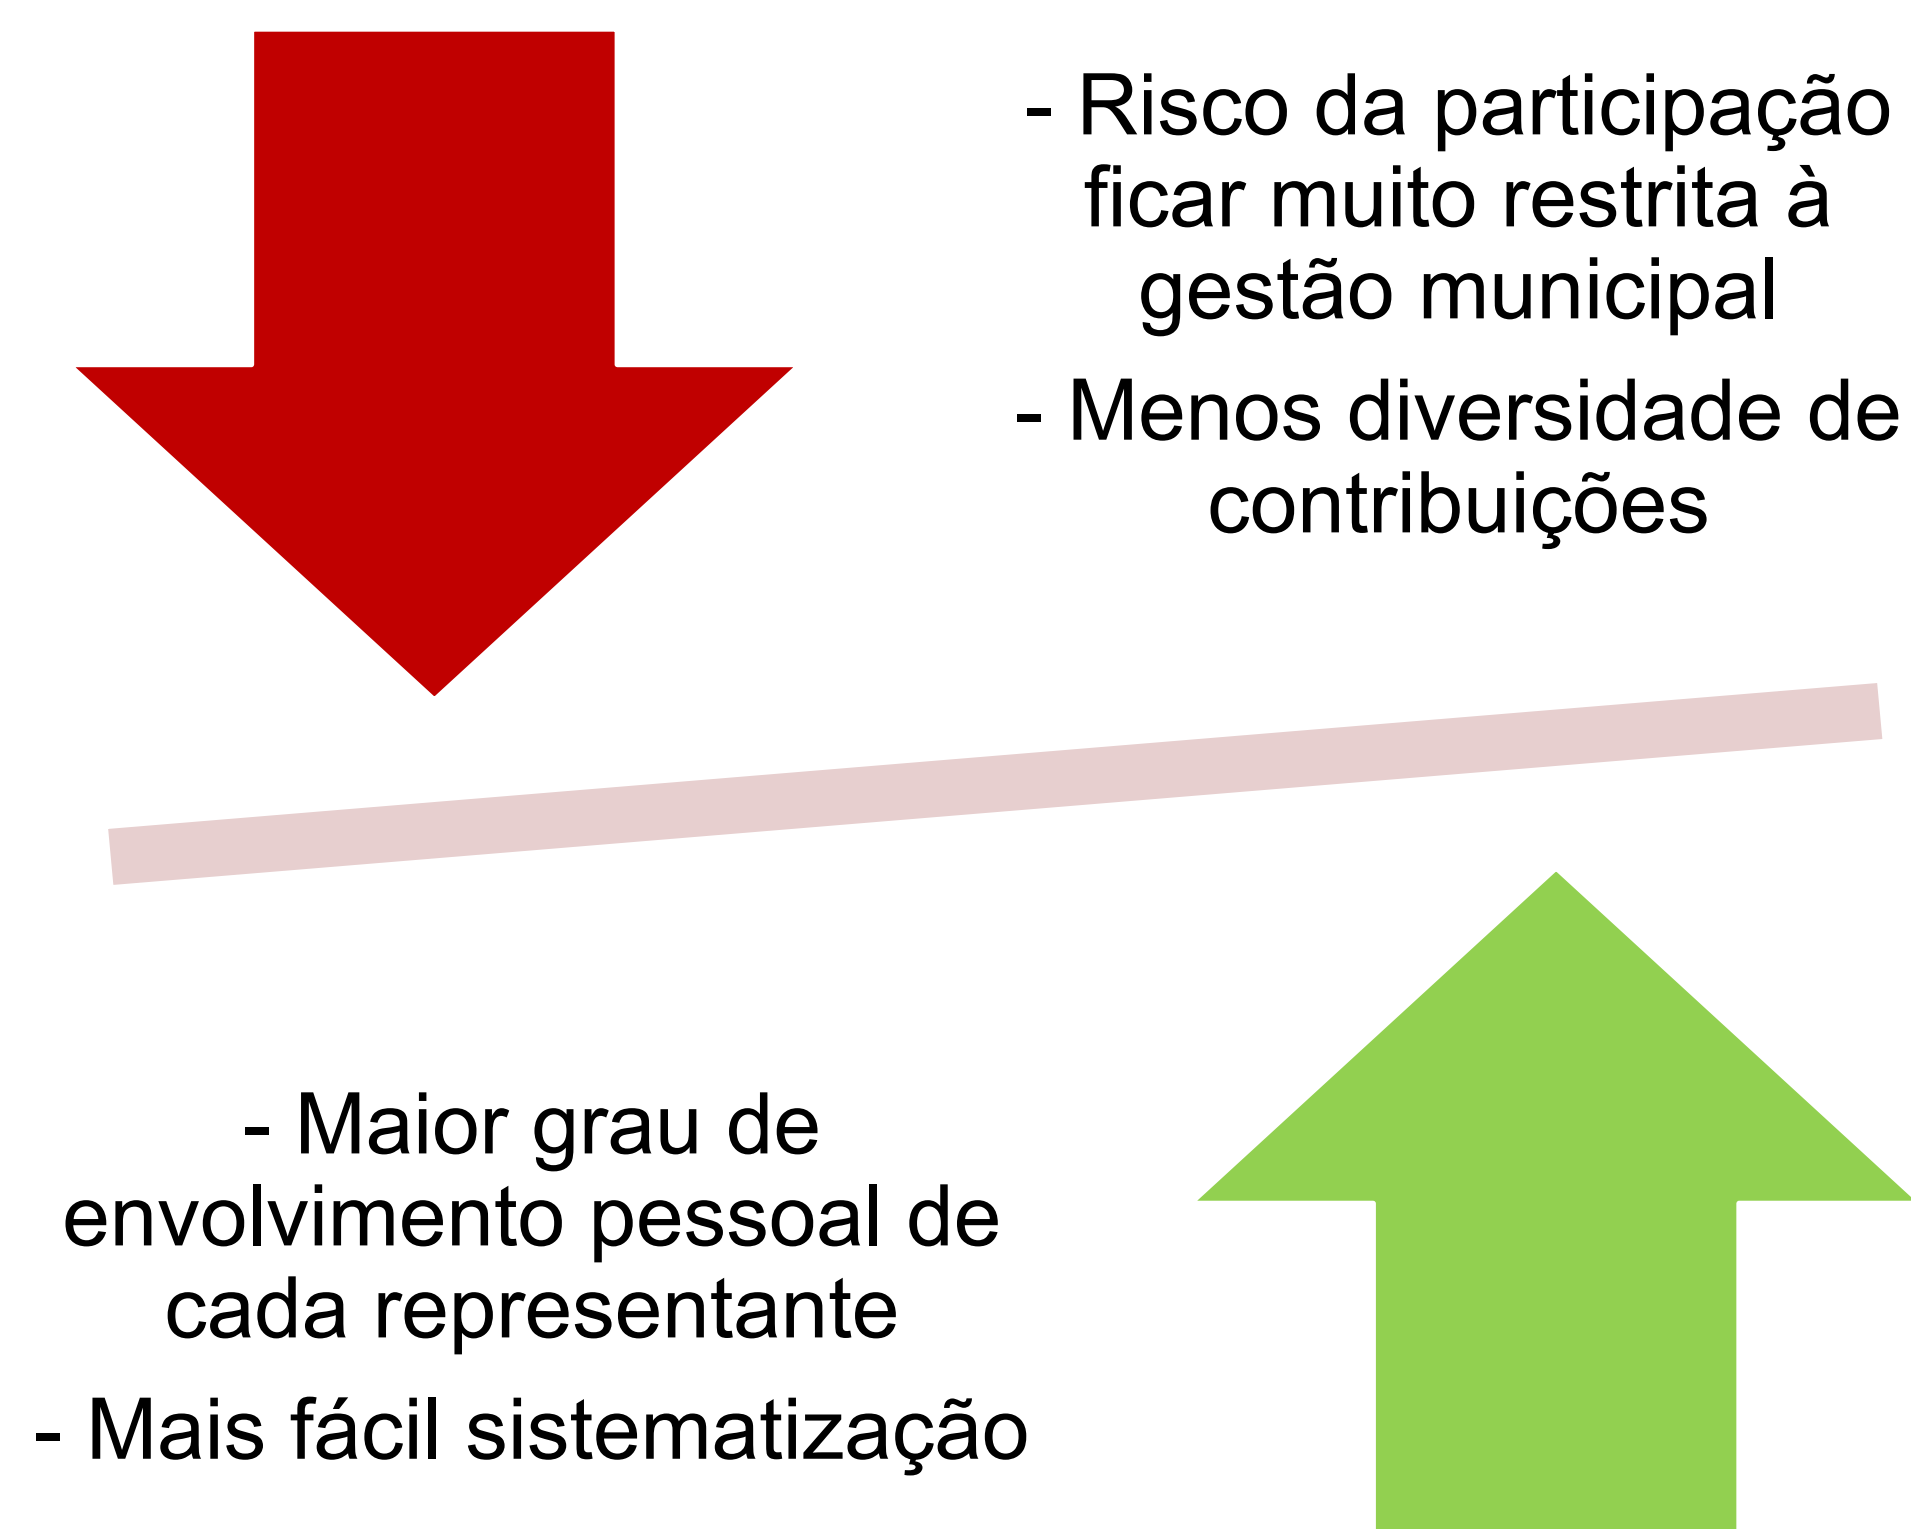 - Risco da participação
ficar muito restrita à
gestão municipal
- Menos diversidade de
contribuições
- Maior grau de
envolvimento pessoal de
cada representante
- Mais fácil sistematização